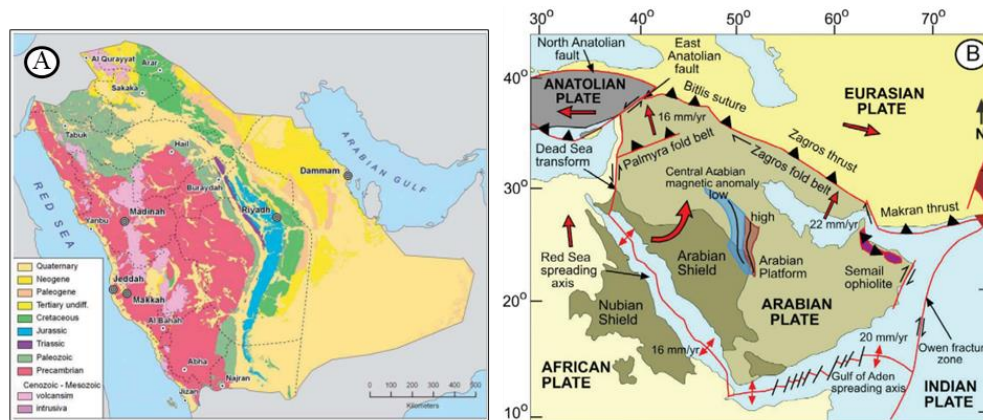 A
Al Qurayyat
Arar
Sakaka
Tabuk
Hail
Buraydah
Dammam
ARABIAN GULF
Riyadh
RED SEA
Yanbu
Madinah
Jeddah
Makkah
Al Bahah
Abha
Najran
Jizan
Quaternary
Neogene
Paleogene
Tertiary undiff.
Cretaceous
Jurassic
Triassic
Paleozoic
Precambrian
Cenozoic - Mesozoic
volcansim
intrusiva
0 100 200 300 400 500
Kilometers
B
30° 40° 50° 60° 70°
North Anatolian
fault
East
Anatolian
fault
40°
ANATOLIAN
PLATE
Bitlis suture
EURASIAN
PLATE
N
16 mm/yr
Dead Sea
transform
Palmyra fold belt
Zagros thrust
Zagros fold belt
30°
Central Arabian
magnetic anomaly
low
high
22 mm/yr
Makran thrust
Red Sea
spreading
axis
Arabian
Shield
Arabian
Platform
Semail
ophiolite
20°
Nubian
Shield
ARABIAN
PLATE
16 mm/yr
20 mm/yr
Owen fracture
zone
AFRICAN
PLATE
Gulf of Aden
spreading axis
INDIAN
PLATE
10°